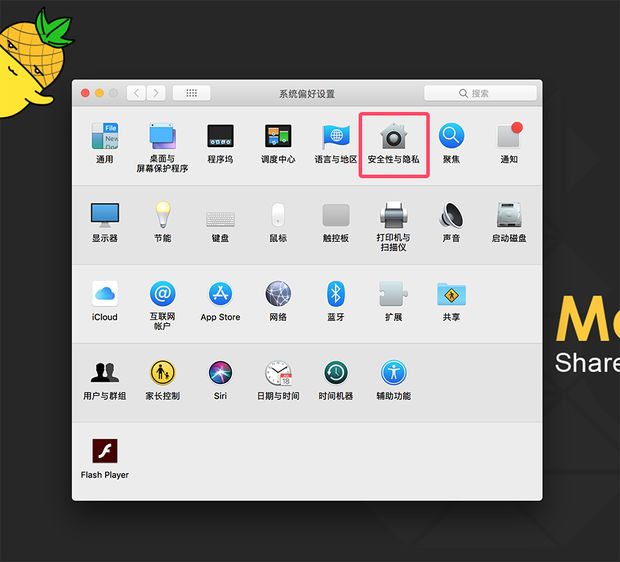 系统偏好设置
搜索
File
New
通用
桌面与
屏幕保护程序
程序坞
调度中心
语言与地区
安全性与隐私
聚焦
通知
显示器
节能
键盘
鼠标
触控板
打印机与
扫描仪
声音
启动磁盘
iCloud
互联网
帐户
App Store
网络
蓝牙
扩展
共享
用户与群组
家长控制
Siri
日期与时间
时间机器
辅助功能
18
Flash Player
Share